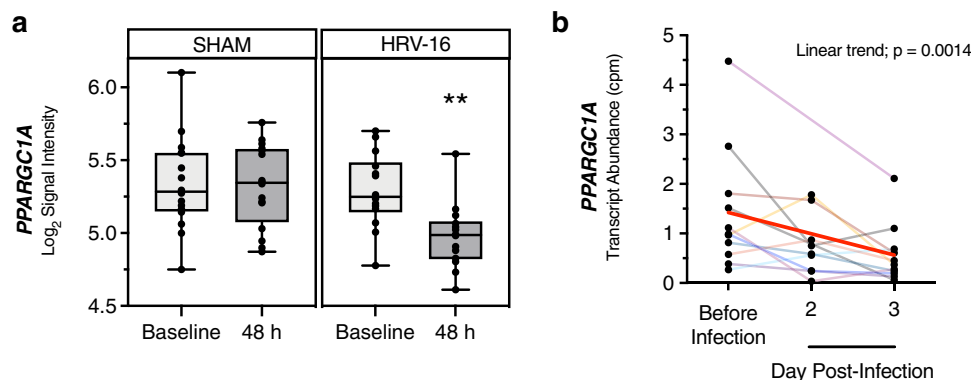 a
SHAM
HRV-16
PPARGC1A
Log2 Signal Intensity
6.0
5.5
5.0
4.5
**
Baseline
48 h
Baseline
48 h
b
Linear trend; p = 0.0014
PPARGC1A
Transcript Abundance (cpm)
5
4
3
2
1
0
Before
Infection
2
3
Day Post-Infection